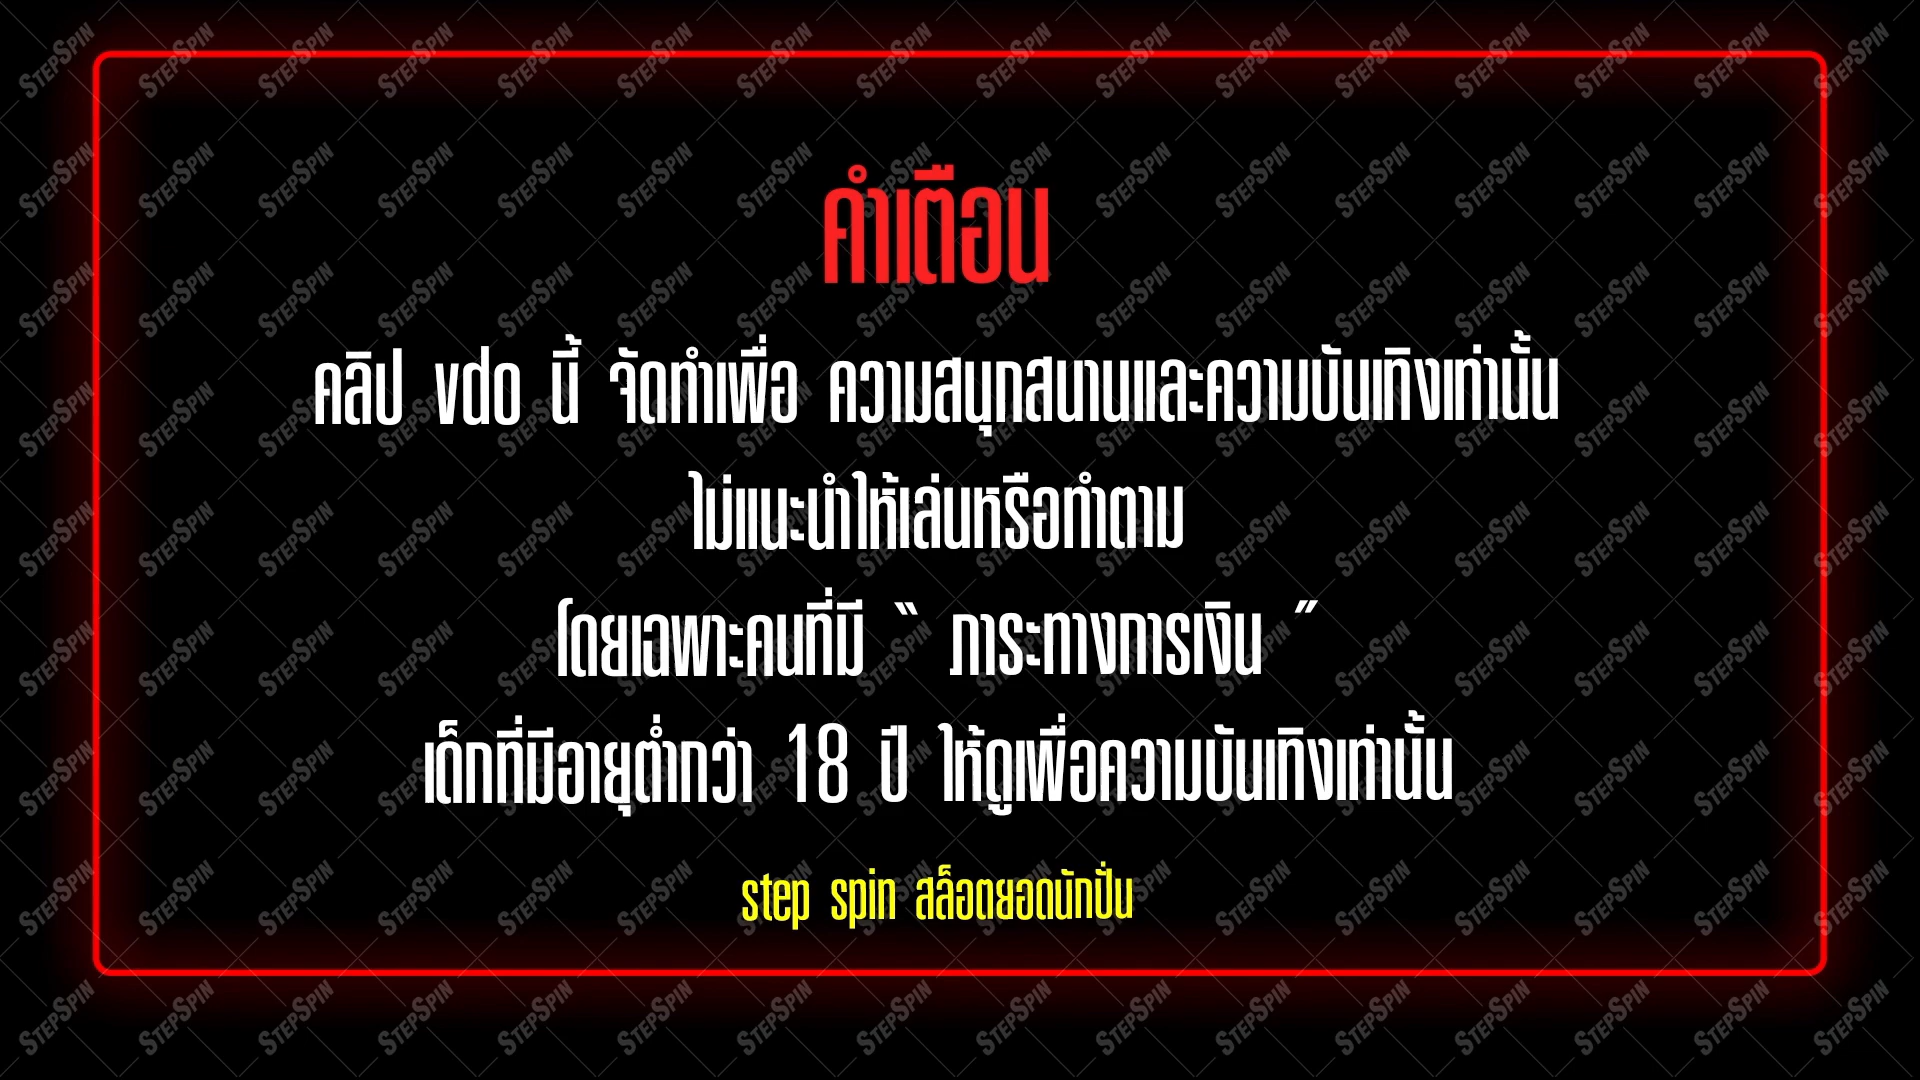 คำเตือน
คลิป vdo นี้ จัดทำเพื่อ ความสนุกสนานและความบันเทิงเท่านั้น
ไม่แนะนำให้เล่นหรือทำตาม
โดยเฉพาะคนที่มี “ ภาระทางการเงิน ”
เด็กที่มีอายุต่ำกว่า 18 ปี ให้ดูเพื่อความบันเทิงเท่านั้น
step spin สล็อตยอดนักปั่น
STEPSPIN